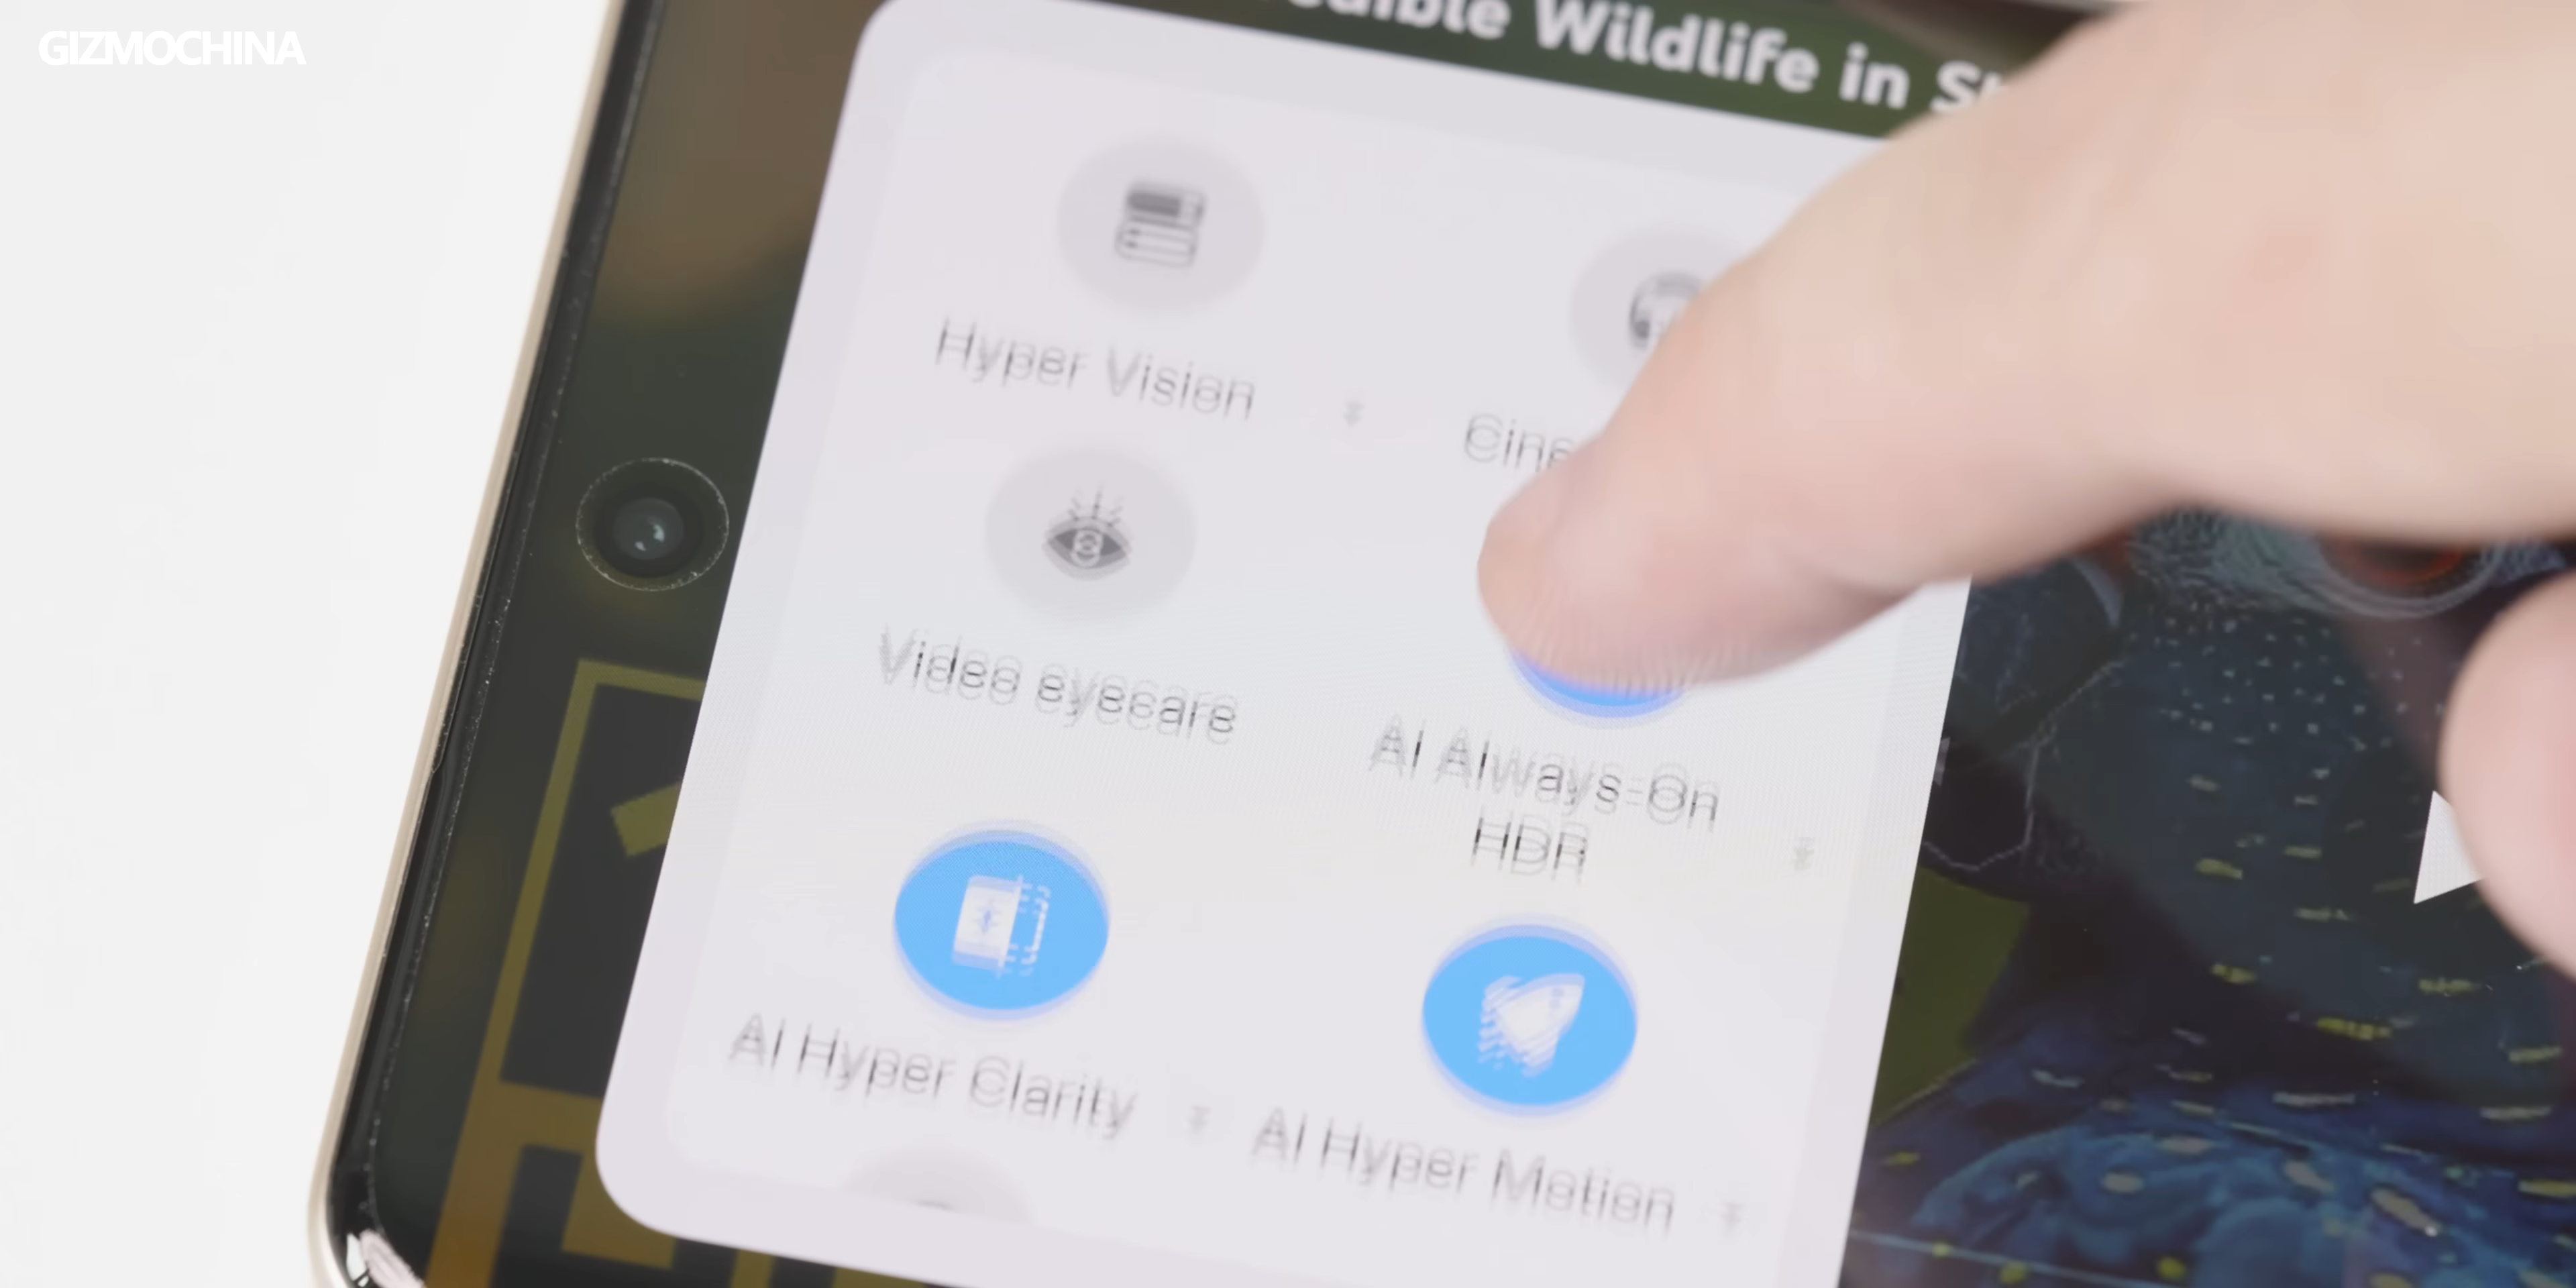 GIZMOCHINA
Wildlife in
Hyper Vision
Video eyecare
AI Always-On
HDR
AI Hyper Clarity
AI Hyper Motion